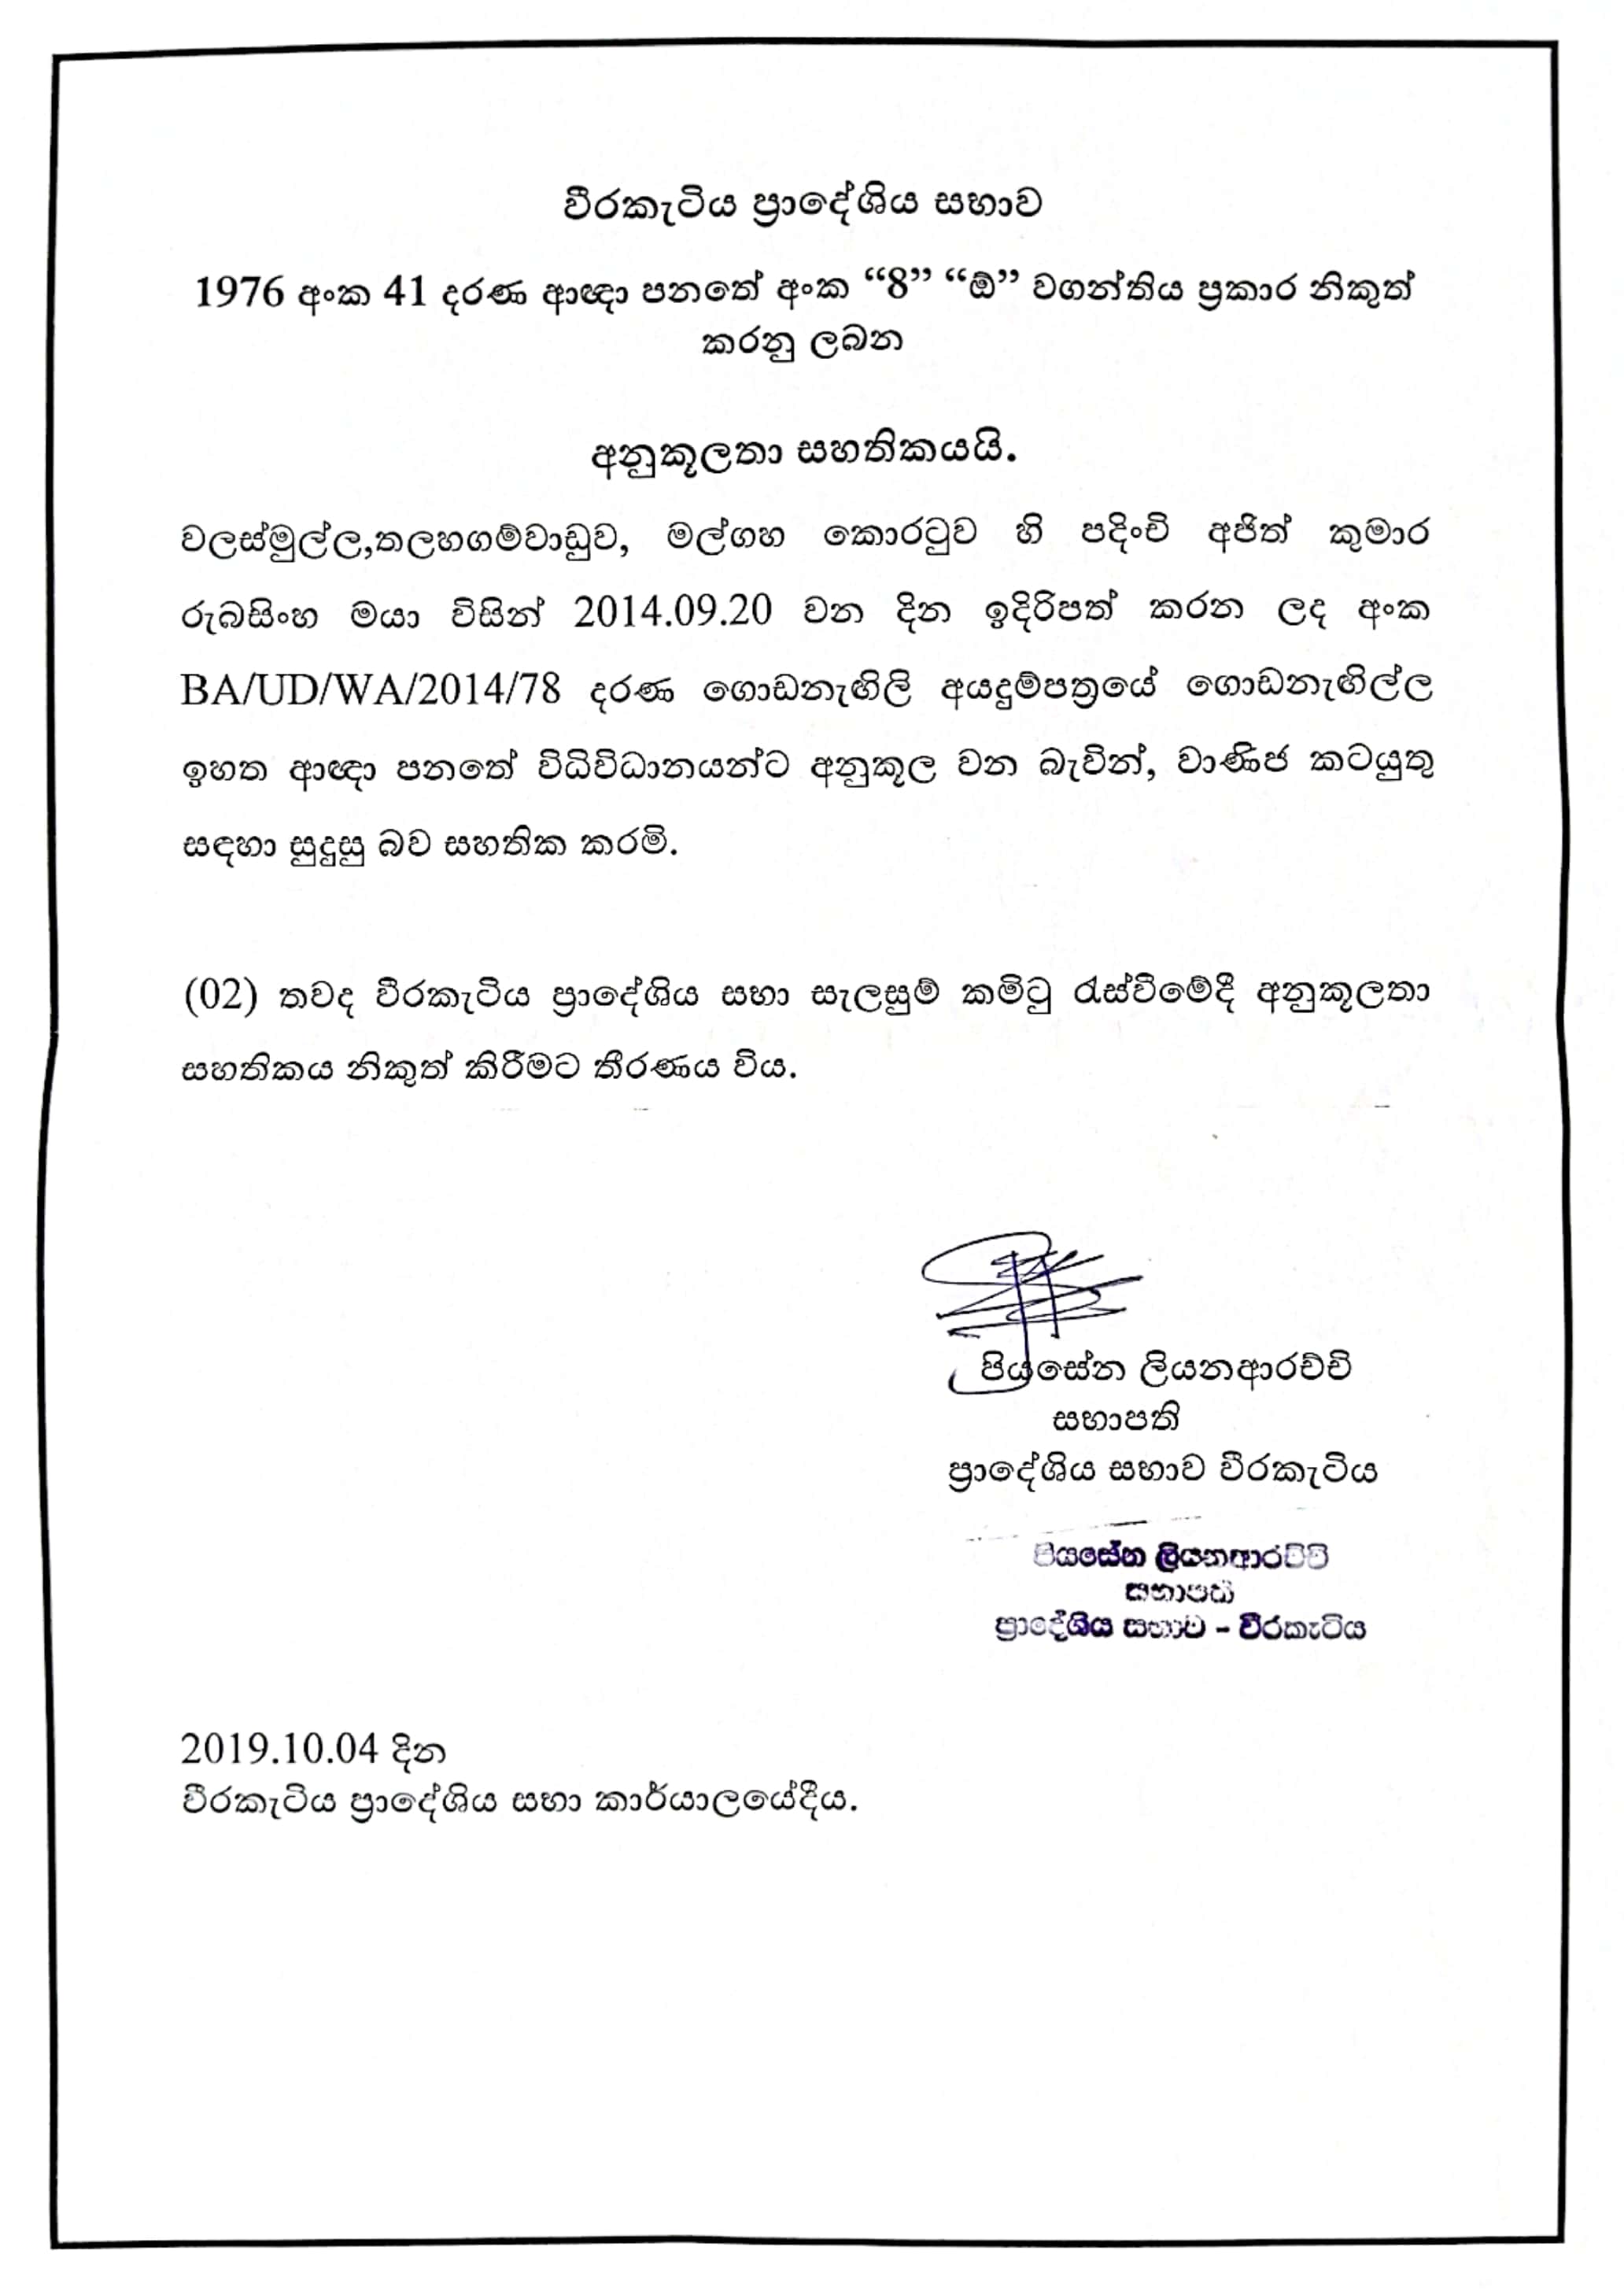 වීරකැටිය ප්‍රාදේශිය සභාව
1976 අංක 41 දරණ ආඥා පනතේ අංක “8” “ඕ” වගන්තිය ප්‍රකාර නිකුත්
කරනු ලබන
අනුකූලතා සහතිකයයි.
වලස්මුල්ල,තලහගම්වාඩුව, මල්ගහ කොරටුව හි පදිංචි අජිත් කුමාර
රුබසිංහ මයා විසින් 2014.09.20 වන දින ඉදිරිපත් කරන ලද අංක
BA/UD/WA/2014/78 දරණ ගොඩනැඟිලි අයදුම්පත්‍රයේ ගොඩනැඟිල්ල
ඉහත ආඥා පනතේ විධිවිධානයන්ට අනුකූල වන බැවින්, වාණිජ කටයුතු
සඳහා සුදුසු බව සහතික කරමි.
(02) තවද වීරකැටිය ප්‍රාදේශිය සභා සැලසුම් කමිටු රැස්වීමේදී අනුකූලතා
සහතිකය නිකුත් කිරීමට තීරණය විය.
පියසේන ලියනආරච්චි
සභාපති
ප්‍රාදේශිය සභාව වීරකැටිය
පියසේන ලියනආරච්චි
සභාපති
ප්‍රාදේශිය සභාව - වීරකැටිය
2019.10.04 දින
වීරකැටිය ප්‍රාදේශිය සභා කාර්යාලයේදීය.